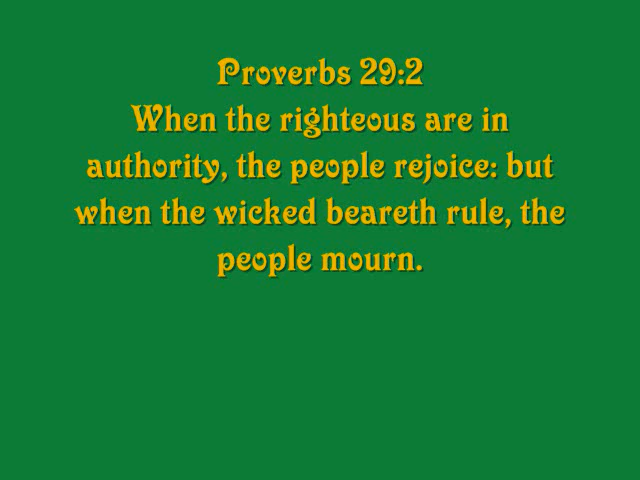 Proverbs 29:2
When the righteous are in
authority, the people rejoice: but
when the wicked beareth rule, the
people mourn.